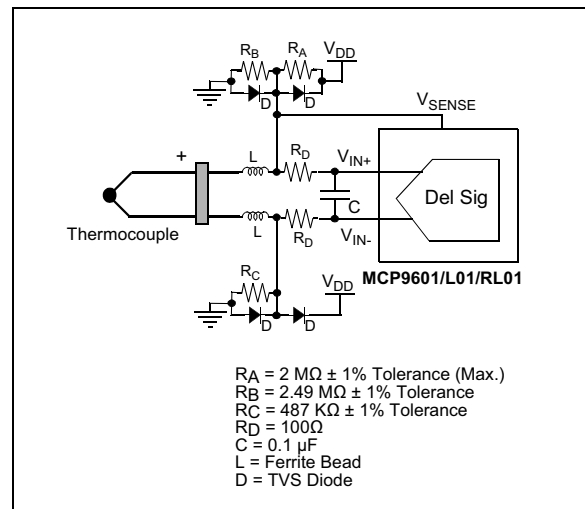 RB
RA
VDD
D
D
VSENSE
+
L
RD
VIN+
C
Del Sig
Thermocouple
L
RD
VIN-
MCP9601/L01/RL01
RC
VDD
D
D
RA = 2 MΩ ± 1% Tolerance (Max.)
RB = 2.49 MΩ ± 1% Tolerance
RC = 487 KΩ ± 1% Tolerance
RD = 100Ω
C = 0.1 µF
L = Ferrite Bead
D = TVS Diode